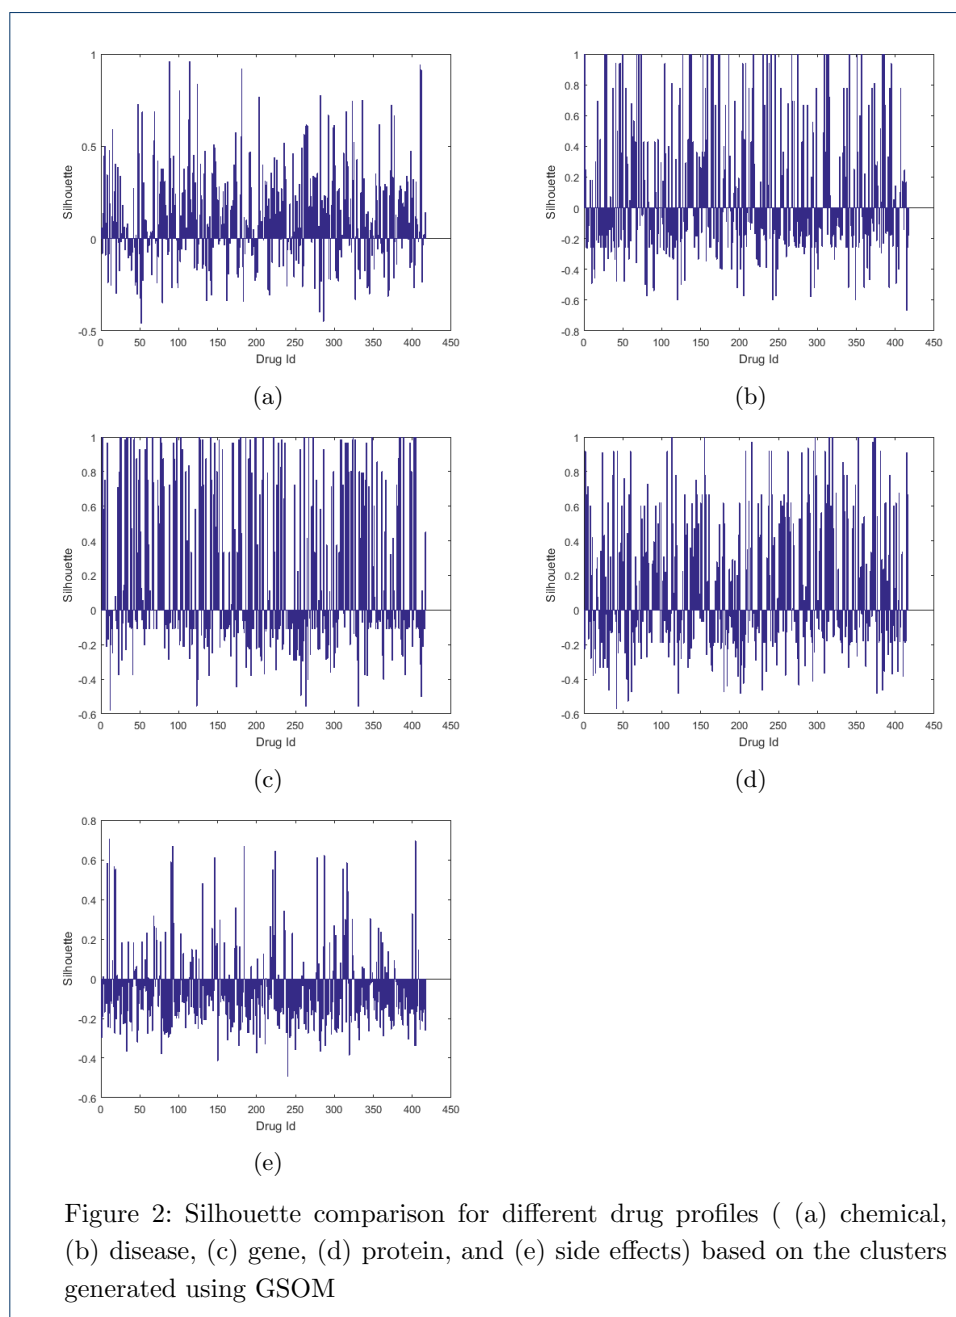 1
0.5
0
-0.5
Silhouette
0 50 100 150 200 250 300 350 400 450
Drug Id
(a)
1
0.8
0.6
0.4
0.2
0
-0.2
-0.4
-0.6
-0.8
Silhouette
0 50 100 150 200 250 300 350 400 450
Drug Id
(b)
1
0.8
0.6
0.4
0.2
0
-0.2
-0.4
-0.6
Silhouette
0 50 100 150 200 250 300 350 400 450
Drug Id
(c)
1
0.8
0.6
0.4
0.2
0
-0.2
-0.4
-0.6
Silhouette
0 50 100 150 200 250 300 350 400 450
Drug Id
(d)
0.8
0.6
0.4
0.2
0
-0.2
-0.4
-0.6
Silhouette
0 50 100 150 200 250 300 350 400 450
Drug Id
(e)
Figure 2: Silhouette comparison for different drug profiles ( (a) chemical,
(b) disease, (c) gene, (d) protein, and (e) side effects) based on the clusters
generated using GSOM